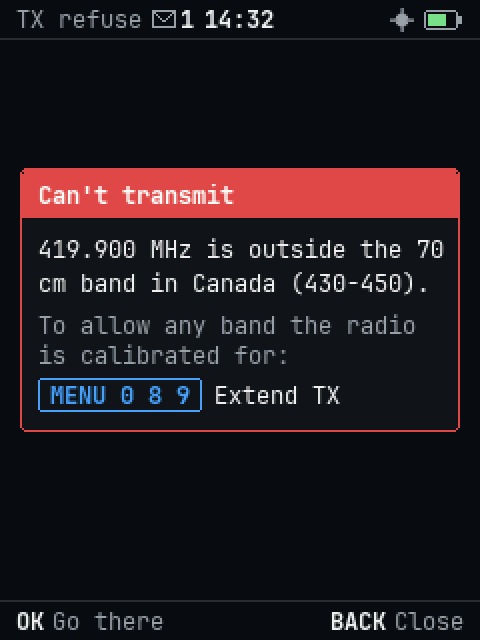 TX refuse 1 14:32
Can't transmit
419.900 MHz is outside the 70
cm band in Canada (430-450).
To allow any band the radio
is calibrated for:
MENU 0 8 9 Extend TX
OK Go there BACK Close